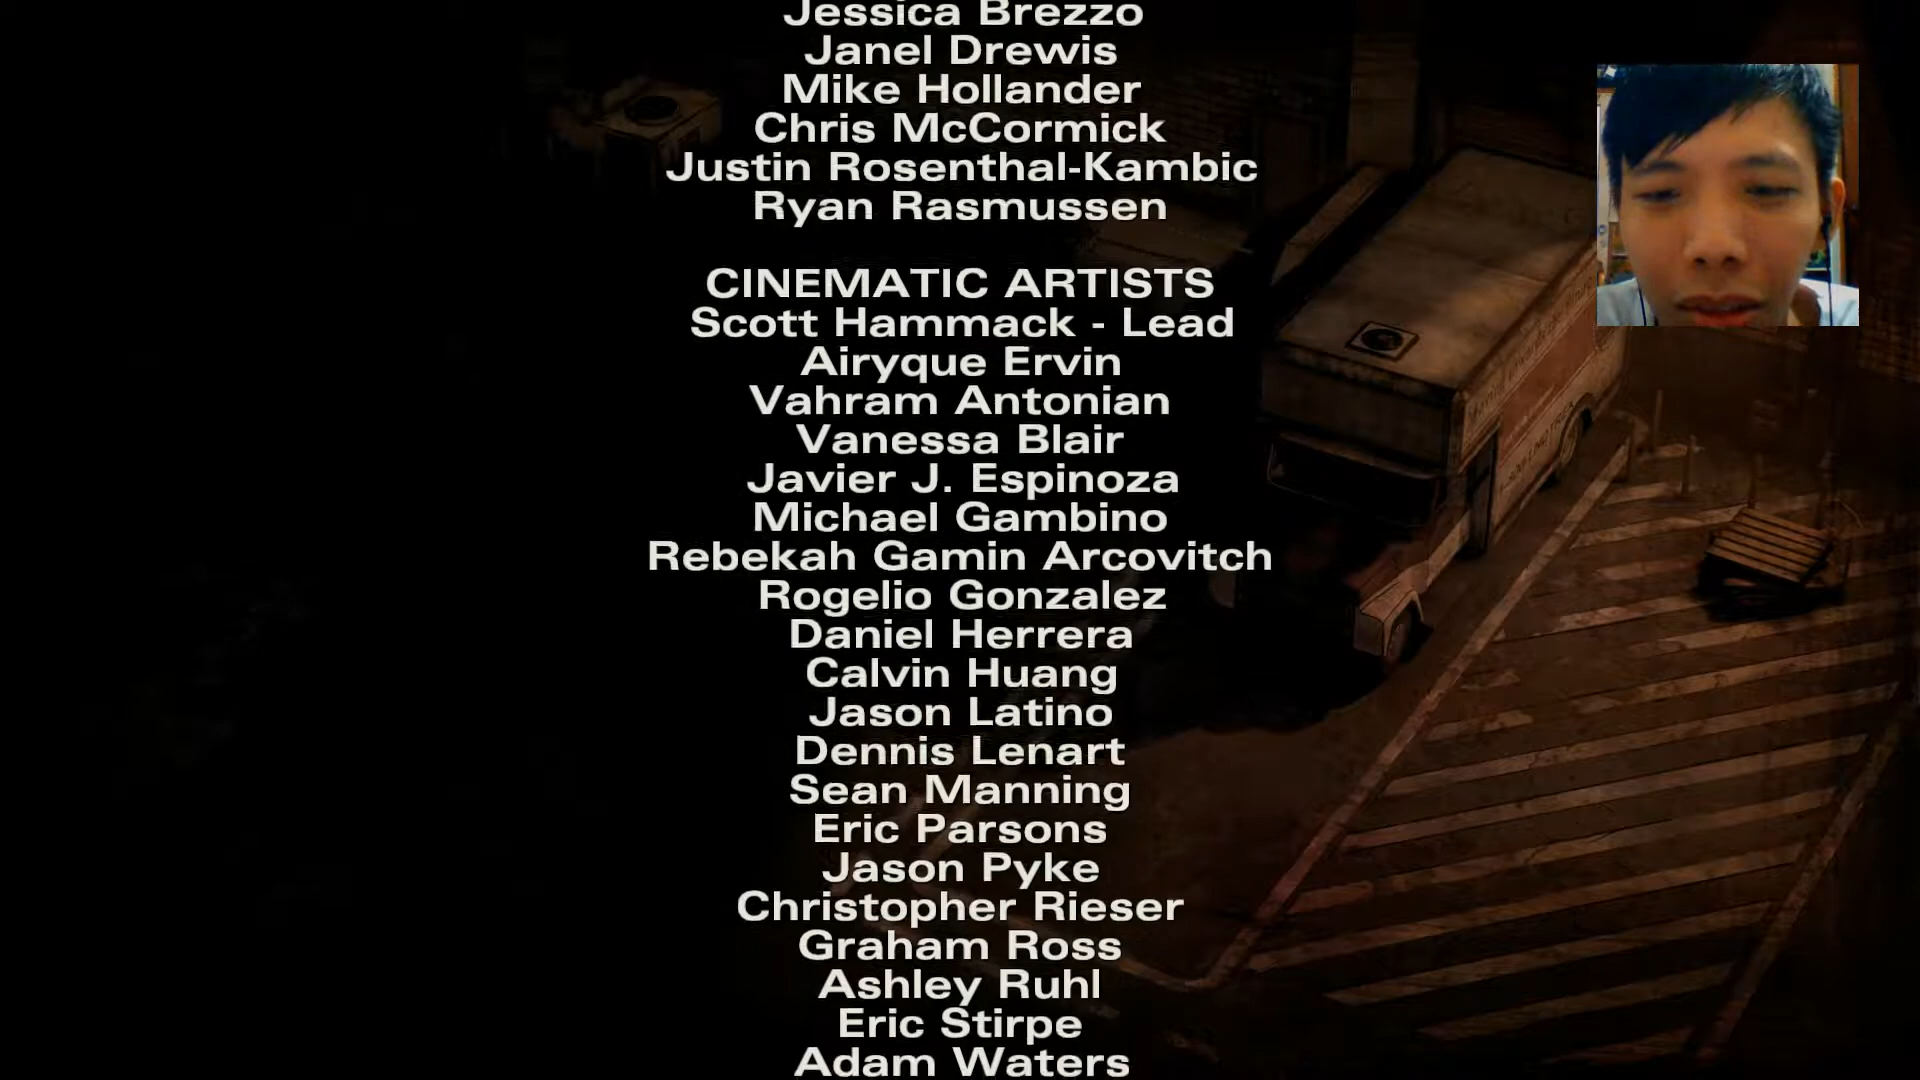 Jessica Brezzo
Janel Drewis
Mike Hollander
Chris McCormick
Justin Rosenthal-Kambic
Ryan Rasmussen
CINEMATIC ARTISTS
Scott Hammack - Lead
Airyque Ervin
Vahram Antonian
Vanessa Blair
Javier J. Espinoza
Michael Gambino
Rebekah Gamin Arcovitch
Rogelio Gonzalez
Daniel Herrera
Calvin Huang
Jason Latino
Dennis Lenart
Sean Manning
Eric Parsons
Jason Pyke
Christopher Rieser
Graham Ross
Ashley Ruhl
Eric Stirpe
Adam Waters